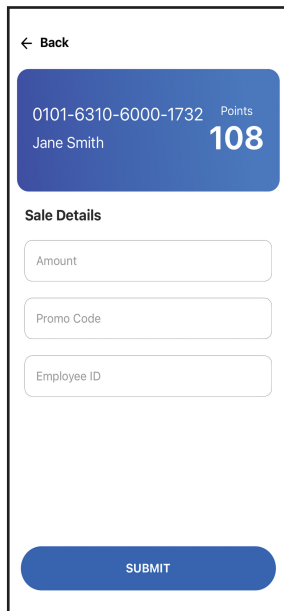 ← Back
0101-6310-6000-1732
Points
Jane Smith
108
Sale Details
Amount
Promo Code
Employee ID
SUBMIT